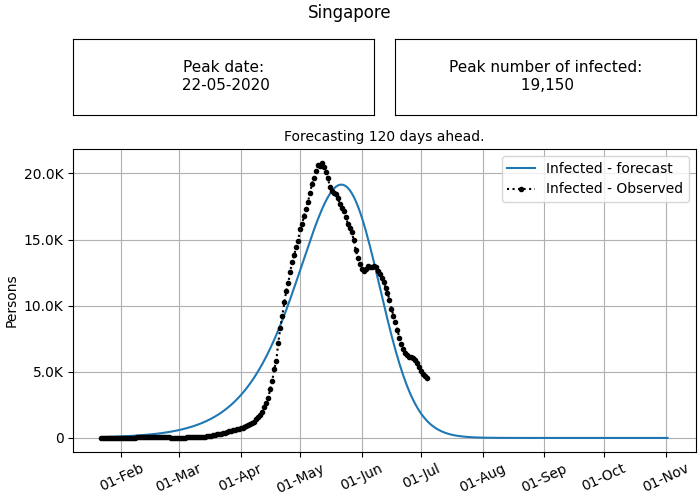 Singapore
Peak date:
22-05-2020
Peak number of infected:
19,150
Forecasting 120 days ahead.
Infected - forecast
Infected - Observed
Persons
20.0K
15.0K
10.0K
5.0K
0
01-Feb
01-Mar
01-Apr
01-May
01-Jun
01-Jul
01-Aug
01-Sep
01-Oct
01-Nov